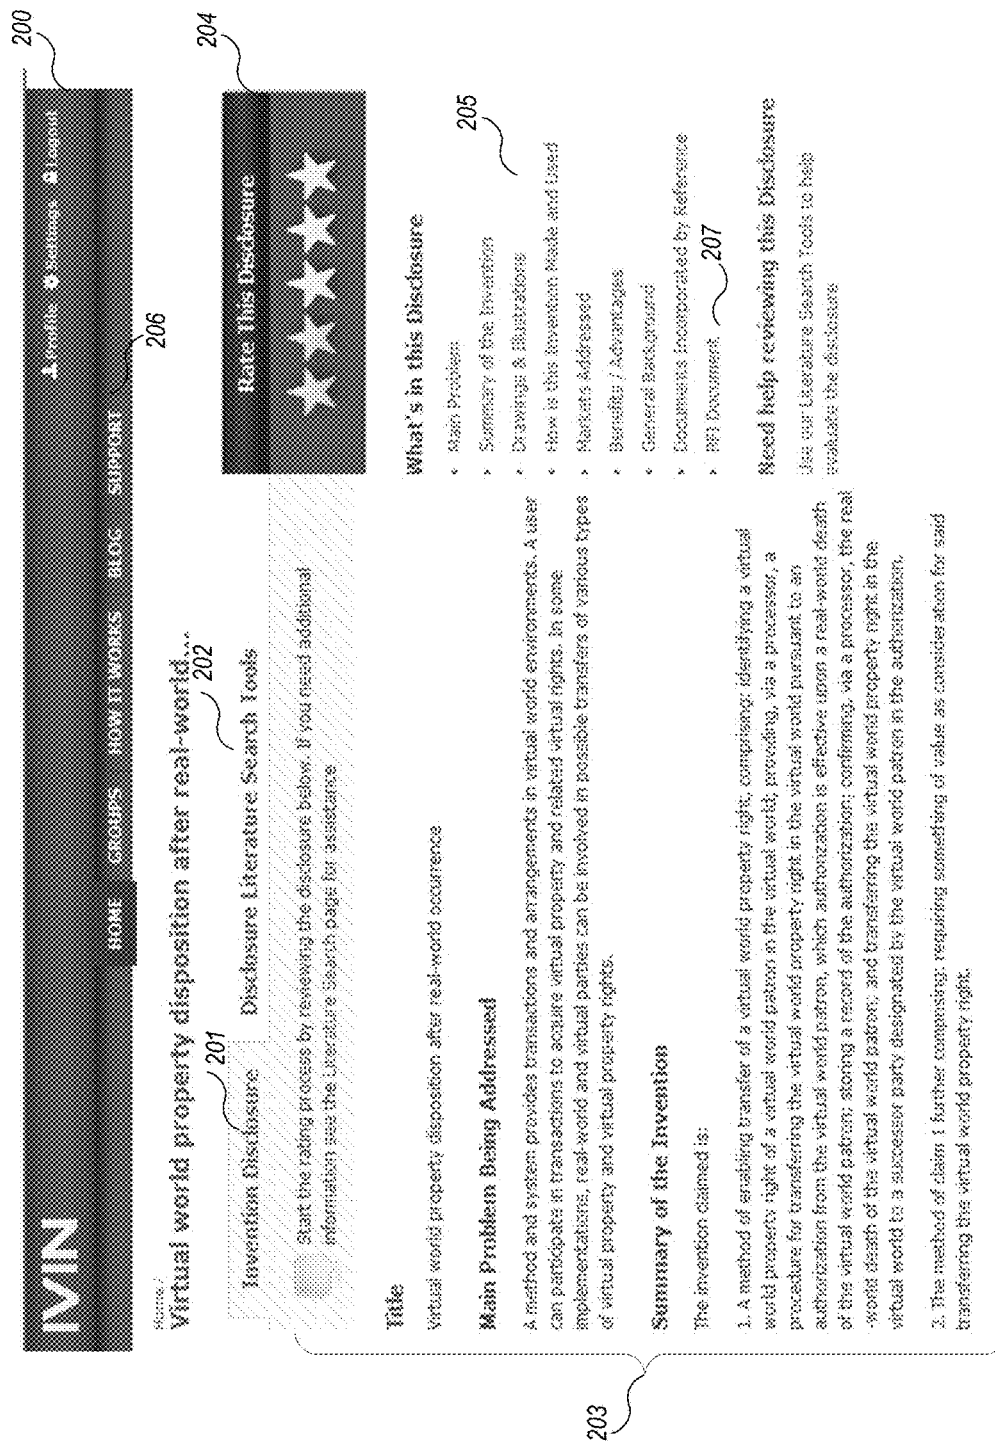 200
IVIN
Profile Settings Logout
HOME GROUPS HOW IT WORKS BLOG SUPPORT
206
Home /
Virtual world property disposition after real-world...
201
202
204
Invention Disclosure
Disclosure Literature Search Tools
Rate This Disclosure
Start the rating process by reviewing the disclosure below. If you need additional
information see the Literature Search page for assistance
203
Title
Virtual world property disposition after real-world occurrence
Main Problem Being Addressed
A method and system provides transactions and arrangements in virtual world environments. A user
can participate in transactions to acquire virtual property and related virtual rights. In some
implementations, real-world and virtual parties can be involved in possible transfers of various types
of virtual property and virtual property rights.
Summary of the Invention
The invention claimed is:
1. A method of enabling transfer of a virtual world property right, comprising: identifying a virtual
world property right of a virtual world patron in the virtual world; providing, via a processor, a
procedure for transferring the virtual world property right in the virtual world pursuant to an
authorization from the virtual world patron, which authorization is effective upon a real-world death
of the virtual world patron; storing a record of the authorization; confirming, via a processor, the real
-world death of the virtual world patron; and transferring the virtual world property right in the
virtual world to a successor party designated by the virtual world patron in the authorization.
2. The method of claim 1 further comprising: requiring something of value as consideration for said
transferring the virtual world property right.
What's in this Disclosure
205
• Main Problem
• Summary of the Invention
• Drawings & Illustrations
• How is this Invention Made and Used
• Markets Addressed
• Benefits / Advantages
• General Background
• Documents Incorporated by Reference
• RFI Document
207
Need help reviewing this Disclosure
Use our Literature Search Tools to help
evaluate the disclosure